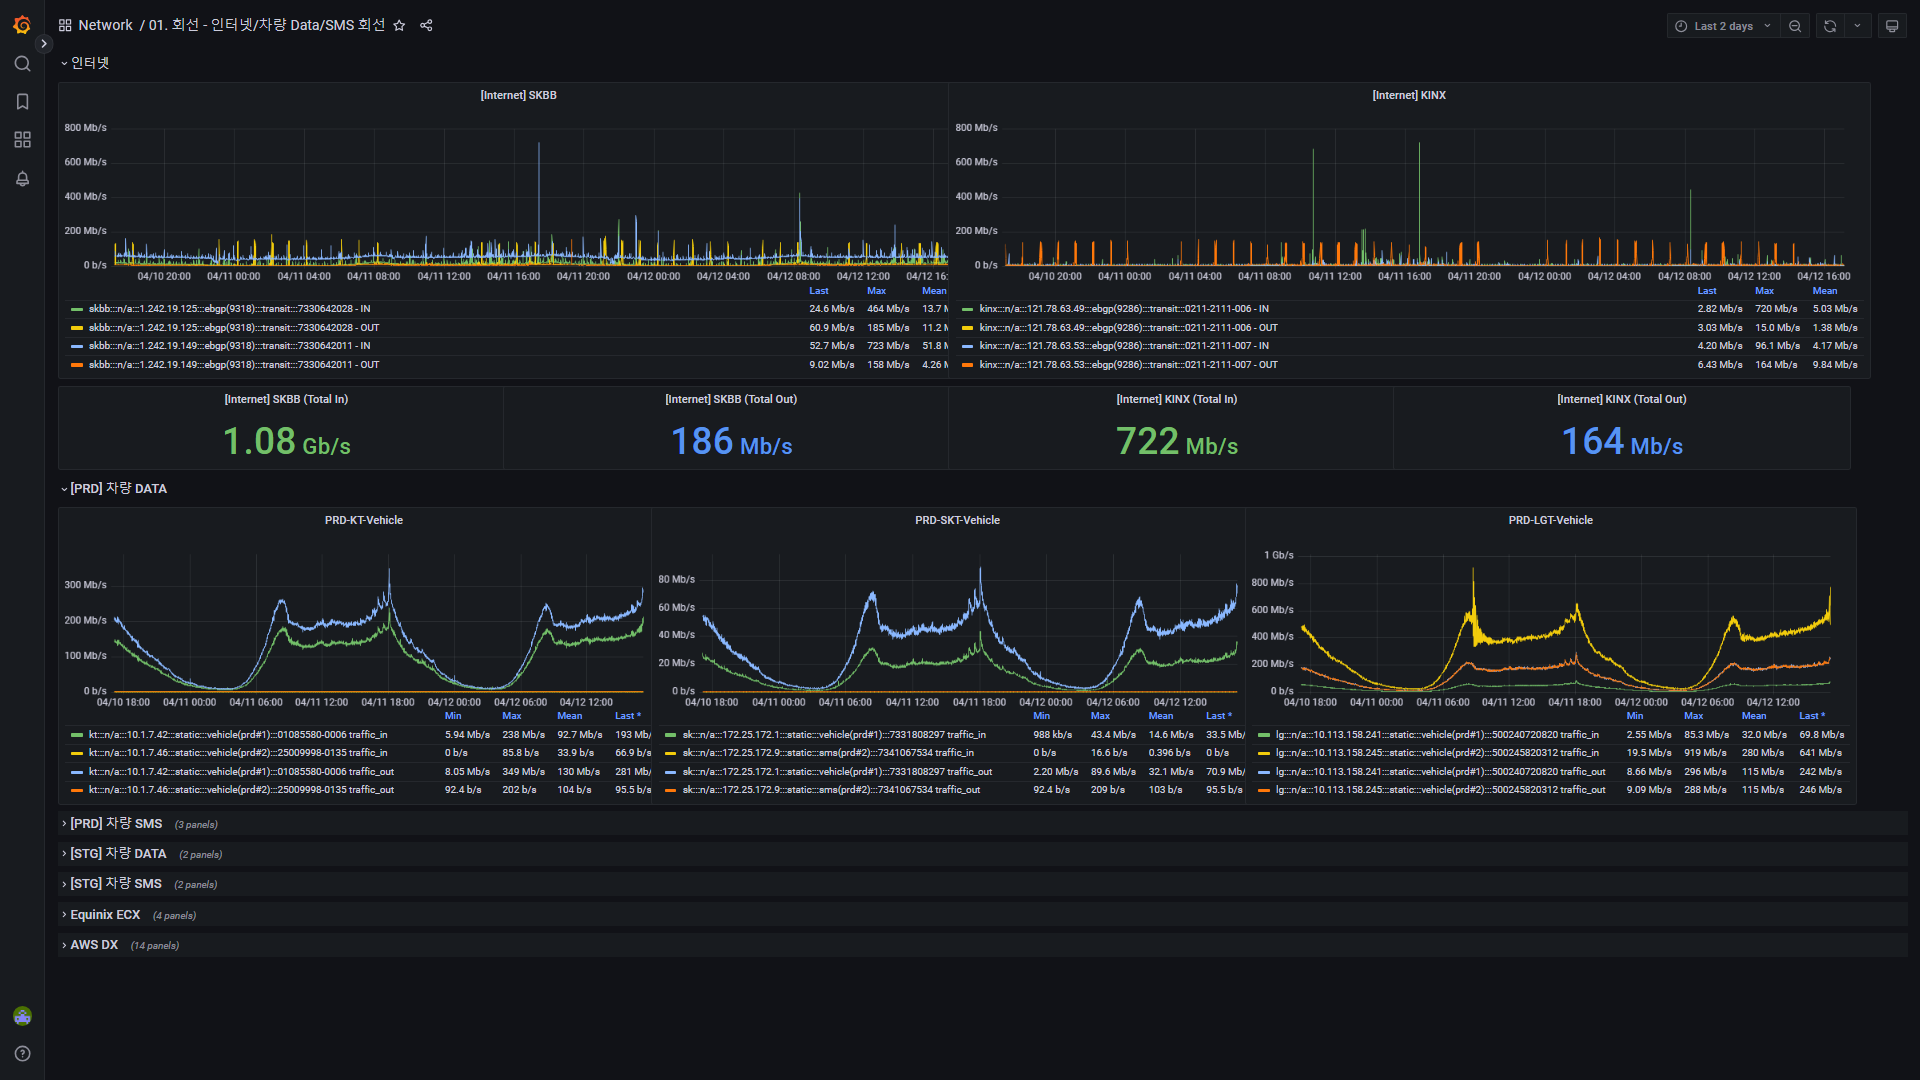 Network / 01. 회선 - 인터넷/차량 Data/SMS 회선
Last 2 days
인터넷
[Internet] SKBB
800 Mb/s
600 Mb/s
400 Mb/s
200 Mb/s
0 b/s
04/10 20:00 04/11 00:00 04/11 04:00 04/11 08:00 04/11 12:00 04/11 16:00 04/11 20:00 04/12 00:00 04/12 04:00 04/12 08:00 04/12 12:00 04/12 16:
Last Max Mean
skbb:::n/a:::1.242.19.125:::ebgp(9318):::transit:::7330642028 - IN 24.6 Mb/s 464 Mb/s 13.7 M
skbb:::n/a:::1.242.19.125:::ebgp(9318):::transit:::7330642028 - OUT 60.9 Mb/s 185 Mb/s 11.2 M
skbb:::n/a:::1.242.19.149:::ebgp(9318):::transit:::7330642011 - IN 52.7 Mb/s 723 Mb/s 51.8 M
skbb:::n/a:::1.242.19.149:::ebgp(9318):::transit:::7330642011 - OUT 9.02 Mb/s 158 Mb/s 4.26 M
[Internet] KINX
800 Mb/s
600 Mb/s
400 Mb/s
200 Mb/s
0 b/s
04/10 20:00 04/11 00:00 04/11 04:00 04/11 08:00 04/11 12:00 04/11 16:00 04/11 20:00 04/12 00:00 04/12 04:00 04/12 08:00 04/12 12:00 04/12 16:00
Last Max Mean
kinx:::n/a:::121.78.63.49:::ebgp(9286):::transit:::0211-2111-006 - IN 2.82 Mb/s 720 Mb/s 5.03 Mb/s
kinx:::n/a:::121.78.63.49:::ebgp(9286):::transit:::0211-2111-006 - OUT 3.03 Mb/s 15.0 Mb/s 1.38 Mb/s
kinx:::n/a:::121.78.63.53:::ebgp(9286):::transit:::0211-2111-007 - IN 4.20 Mb/s 96.1 Mb/s 4.17 Mb/s
kinx:::n/a:::121.78.63.53:::ebgp(9286):::transit:::0211-2111-007 - OUT 6.43 Mb/s 164 Mb/s 9.84 Mb/s
[Internet] SKBB (Total In)
1.08 Gb/s
[Internet] SKBB (Total Out)
186 Mb/s
[Internet] KINX (Total In)
722 Mb/s
[Internet] KINX (Total Out)
164 Mb/s
[PRD] 차량 DATA
PRD-KT-Vehicle
300 Mb/s
200 Mb/s
100 Mb/s
0 b/s
04/10 18:00 04/11 00:00 04/11 06:00 04/11 12:00 04/11 18:00 04/12 00:00 04/12 06:00 04/12 12:00
Min Max Mean Last *
kt:::n/a:::10.1.7.42:::static:::vehicle(prd#1):::01085580-0006 traffic_in 5.94 Mb/s 238 Mb/s 92.7 Mb/s 193 Mb/
kt:::n/a:::10.1.7.46:::static:::vehicle(prd#2):::25009998-0135 traffic_in 0 b/s 85.8 b/s 33.9 b/s 66.9 b/s
kt:::n/a:::10.1.7.42:::static:::vehicle(prd#1):::01085580-0006 traffic_out 8.05 Mb/s 349 Mb/s 130 Mb/s 281 Mb/
kt:::n/a:::10.1.7.46:::static:::vehicle(prd#2):::25009998-0135 traffic_out 92.4 b/s 202 b/s 104 b/s 95.5 b/s
PRD-SKT-Vehicle
80 Mb/s
60 Mb/s
40 Mb/s
20 Mb/s
0 b/s
04/10 18:00 04/11 00:00 04/11 06:00 04/11 12:00 04/11 18:00 04/12 00:00 04/12 06:00 04/12 12:00
Min Max Mean Last *
sk:::n/a:::172.25.172.1:::static:::vehicle(prd#1):::7331808297 traffic_in 988 kb/s 43.4 Mb/s 14.6 Mb/s 33.5 Mb/
sk:::n/a:::172.25.172.9:::static:::sms(prd#2):::7341067534 traffic_in 0 b/s 16.6 b/s 0.396 b/s 0 b/s
sk:::n/a:::172.25.172.1:::static:::vehicle(prd#1):::7331808297 traffic_out 2.20 Mb/s 89.6 Mb/s 32.1 Mb/s 70.9 Mb/
sk:::n/a:::172.25.172.9:::static:::sms(prd#2):::7341067534 traffic_out 92.4 b/s 209 b/s 103 b/s 95.5 b/s
PRD-LGT-Vehicle
1 Gb/s
800 Mb/s
600 Mb/s
400 Mb/s
200 Mb/s
0 b/s
04/10 18:00 04/11 00:00 04/11 06:00 04/11 12:00 04/11 18:00 04/12 00:00 04/12 06:00 04/12 12:00
Min Max Mean Last *
lg:::n/a:::10.113.158.241:::static:::vehicle(prd#1):::500240720820 traffic_in 2.55 Mb/s 85.3 Mb/s 32.0 Mb/s 69.8 Mb/s
lg:::n/a:::10.113.158.245:::static:::vehicle(prd#2):::500245820312 traffic_in 19.5 Mb/s 919 Mb/s 280 Mb/s 641 Mb/s
lg:::n/a:::10.113.158.241:::static:::vehicle(prd#1):::500240720820 traffic_out 8.66 Mb/s 296 Mb/s 115 Mb/s 242 Mb/s
lg:::n/a:::10.113.158.245:::static:::vehicle(prd#2):::500245820312 traffic_out 9.09 Mb/s 288 Mb/s 115 Mb/s 246 Mb/s
[PRD] 차량 SMS (3 panels)
[STG] 차량 DATA (2 panels)
[STG] 차량 SMS (2 panels)
Equinix ECX (4 panels)
AWS DX (14 panels)